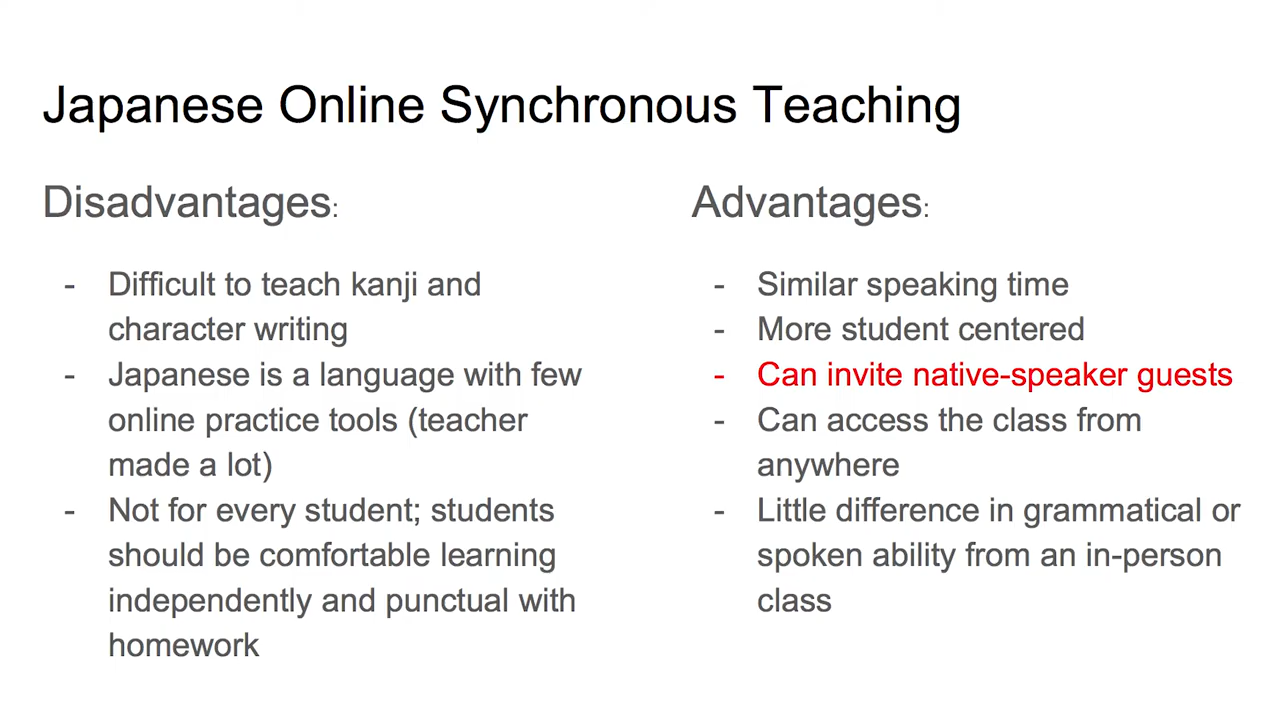 Japanese Online Synchronous Teaching
Disadvantages:
- Difficult to teach kanji and
character writing
- Japanese is a language with few
online practice tools (teacher
made a lot)
- Not for every student; students
should be comfortable learning
independently and punctual with
homework
Advantages:
- Similar speaking time
- More student centered
- Can invite native-speaker guests
- Can access the class from
anywhere
- Little difference in grammatical or
spoken ability from an in-person
class